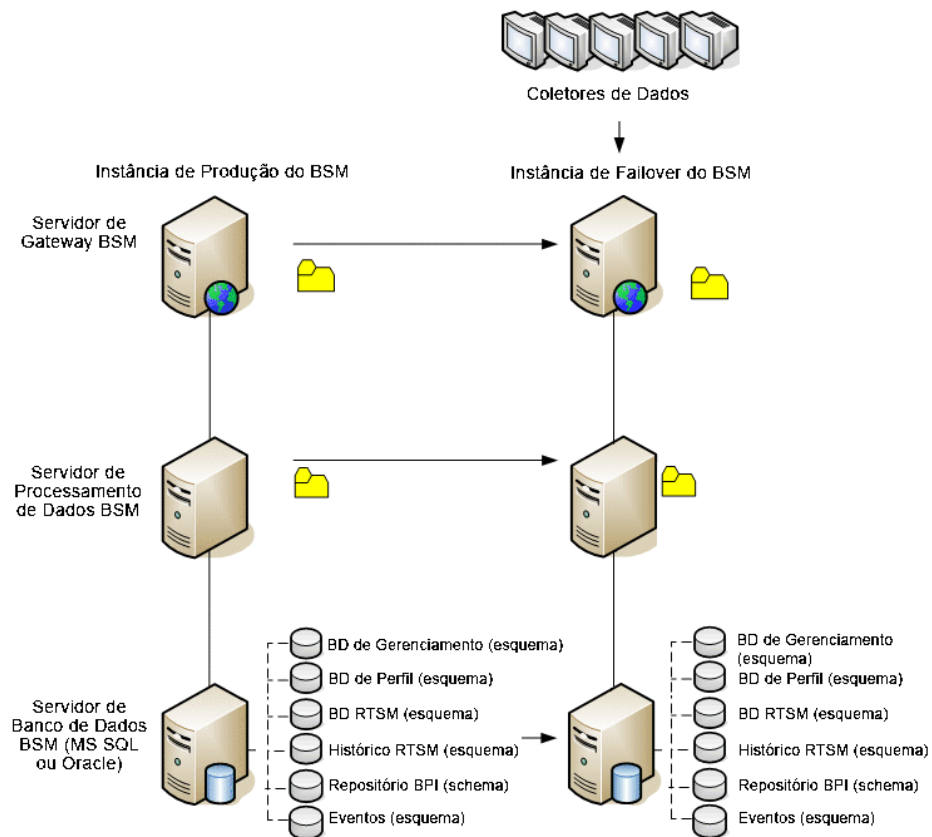 Coletores de Dados
Instância de Produção do BSM
Instância de Failover do BSM
Servidor de
Gateway BSM
Servidor de
Processamento
de Dados BSM
Servidor de
Banco de Dados
BSM (MS SQL
ou Oracle)
BD de Gerenciamento (esquema)
BD de Perfil (esquema)
BD RTSM (esquema)
Histórico RTSM (esquema)
Repositório BPI (schema)
Eventos (esquema)
BD de Gerenciamento
(esquema)
BD de Perfil (esquema)
BD RTSM (esquema)
Histórico RTSM (esquema)
Repositório BPI (schema)
Eventos (esquema)